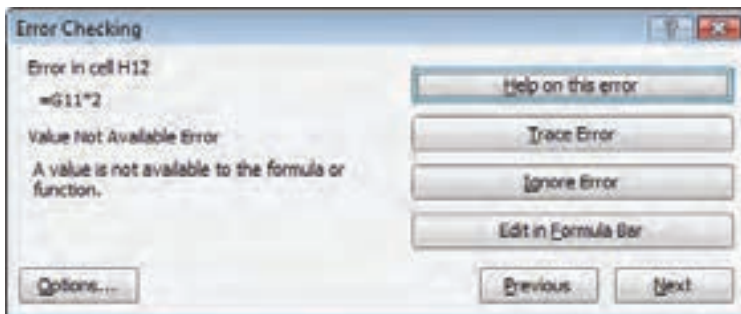 Error Checking
Error in cell H12
=G11*2
Value Not Available Error
A value is not available to the formula or
function.
Help on this error
Trace Error
Ignore Error
Edit in Formula Bar
Options...
Previous
Next